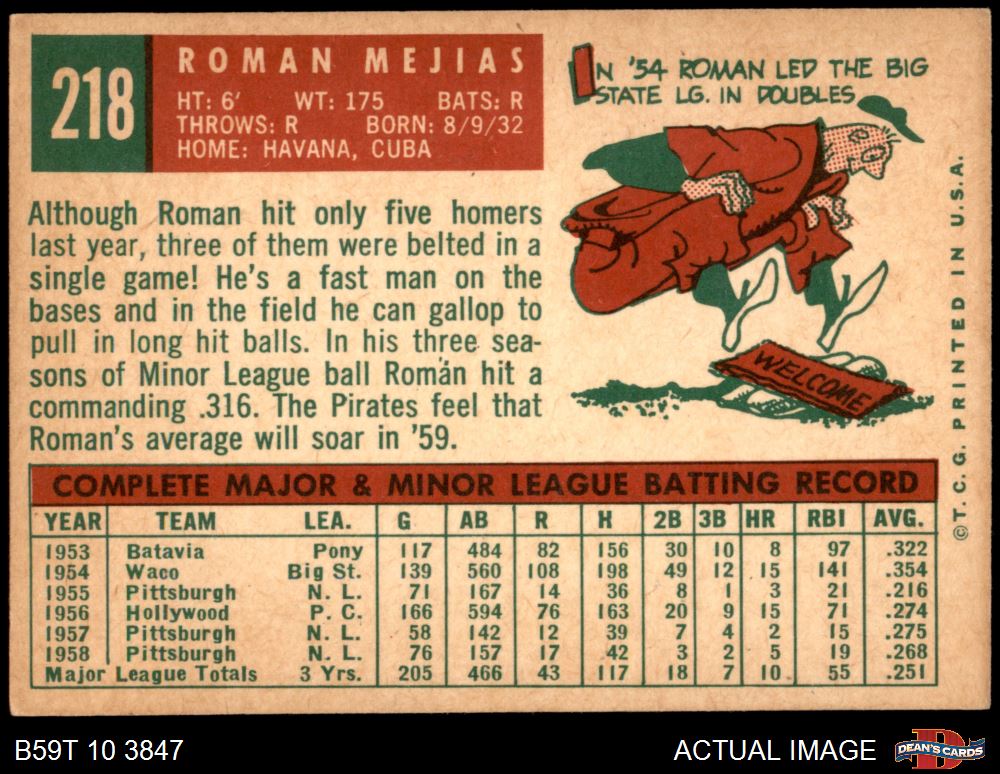 218
ROMAN MEJIAS
HT: 6' WT: 175 BATS: R
THROWS: R BORN: 8/9/32
HOME: HAVANA, CUBA
IN '54 ROMAN LED THE BIG
STATE LG. IN DOUBLES
WELCOME
Although Roman hit only five homers
last year, three of them were belted in a
single game! He's a fast man on the
bases and in the field he can gallop to
pull in long hit balls. In his three sea-
sons of Minor League ball Román hit a
commanding .316. The Pirates feel that
Roman's average will soar in '59.
COMPLETE MAJOR & MINOR LEAGUE BATTING RECORD
YEAR TEAM LEA. G AB R H 2B 3B HR RBI AVG.
1953 Batavia Pony 117 484 82 156 30 10 8 97 .322
1954 Waco Big St. 139 560 108 198 49 12 15 141 .354
1955 Pittsburgh N. L. 71 167 14 36 8 1 3 21 .216
1956 Hollywood P. C. 166 594 76 163 20 9 15 71 .274
1957 Pittsburgh N. L. 58 142 12 39 7 4 2 15 .275
1958 Pittsburgh N. L. 76 157 17 42 3 2 5 19 .268
Major League Totals 3 Yrs. 205 466 43 117 18 7 10 55 .251
©T. C. G. PRINTED IN U.S.A.
B59T 10 3847
ACTUAL IMAGE
DEAN'S CARDS